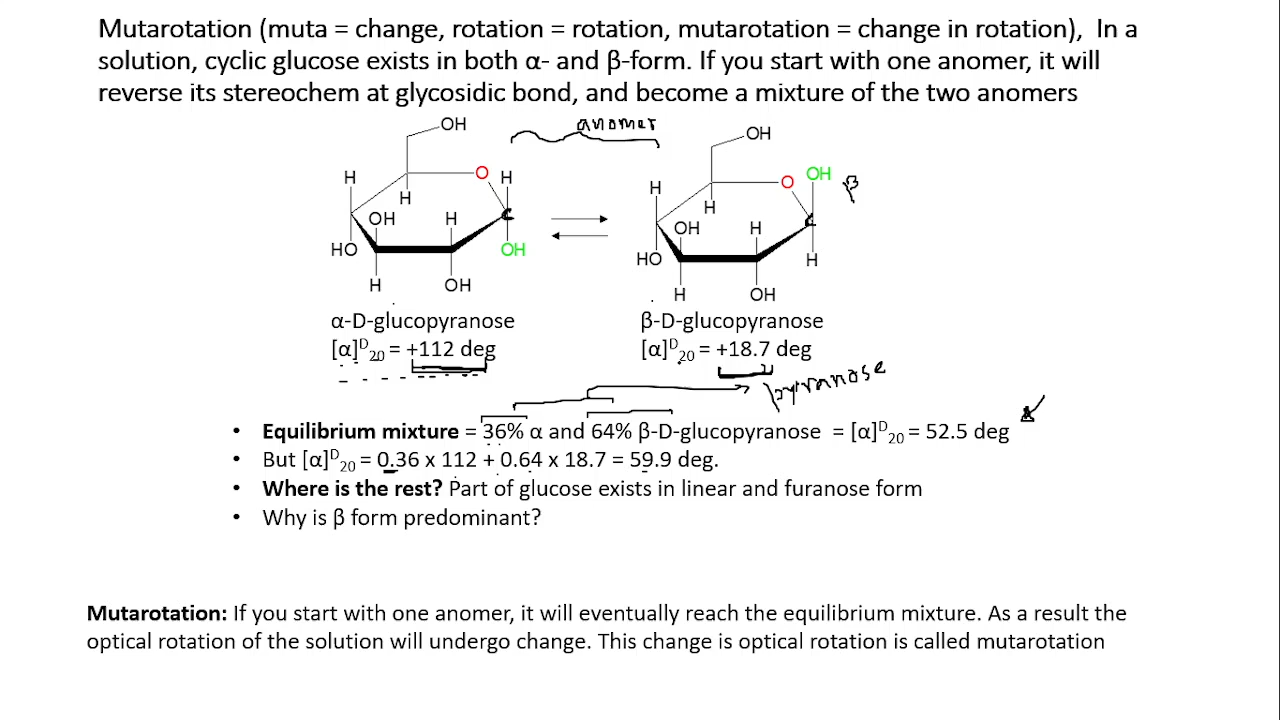 Mutarotation (muta = change, rotation = rotation, mutarotation = change in rotation), In a
solution, cyclic glucose exists in both α- and β-form. If you start with one anomer, it will
reverse its stereochem at glycosidic bond, and become a mixture of the two anomers
anomer
OH
H
O
H
H
OH
H
C
HO
OH
H
OH
OH
H
O
OH
β
H
OH
H
C
HO
H
H
OH
α-D-glucopyranose
[α]ᴰ₂₀ = +112 deg
β-D-glucopyranose
[α]ᴰ₂₀ = +18.7 deg
pyranose
• Equilibrium mixture = 36% α and 64% β-D-glucopyranose = [α]ᴰ₂₀ = 52.5 deg
• But [α]ᴰ₂₀ = 0.36 x 112 + 0.64 x 18.7 = 59.9 deg.
• Where is the rest? Part of glucose exists in linear and furanose form
• Why is β form predominant?
Mutarotation: If you start with one anomer, it will eventually reach the equilibrium mixture. As a result the
optical rotation of the solution will undergo change. This change is optical rotation is called mutarotation